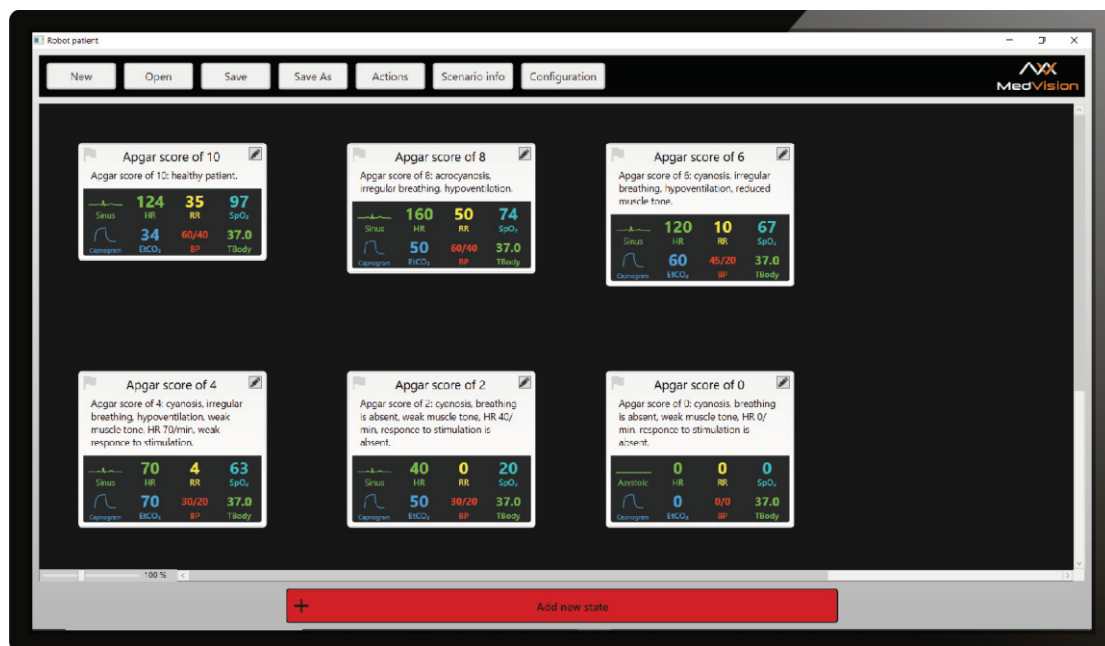 Robot patient
New Open Save Save As Actions Scenario info Configuration
MedVision
Apgar score of 10
Apgar score of 10: healthy patient.
124 35 97
Sinus HR RR SpO₂
34 60/40 37.0
Capnogram EtCO₂ BP TBody
Apgar score of 8
Apgar score of 8: acrocyanosis,
irregular breathing, hypoventilation.
160 50 74
Sinus HR RR SpO₂
50 60/40 37.0
Capnogram EtCO₂ BP TBody
Apgar score of 6
Apgar score of 6: cyanosis, irregular
breathing, hypoventilation, reduced
muscle tone.
120 10 67
Sinus HR RR SpO₂
60 45/20 37.0
Capnogram EtCO₂ BP TBody
Apgar score of 4
Apgar score of 4: cyanosis, irregular
breathing, hypoventilation, weak
muscle tone. HR 70/min, weak
responce to stimulation.
70 4 63
Sinus HR RR SpO₂
70 30/20 37.0
Capnogram EtCO₂ BP TBody
Apgar score of 2
Apgar score of 2: cyanosis, breathing
is absent, weak muscle tone, HR 40/
min, responce to stimulation is
absent.
40 0 20
Sinus HR RR SpO₂
50 30/20 37.0
Capnogram EtCO₂ BP TBody
Apgar score of 0
Apgar score of 0: cyanosis, breathing
is absent, weak muscle tone, HR 0/
min, responce to stimulation is
absent.
0 0 0
Asystolic HR RR SpO₂
0 0/0 37.0
Capnogram EtCO₂ BP TBody
100 %
+ Add new state